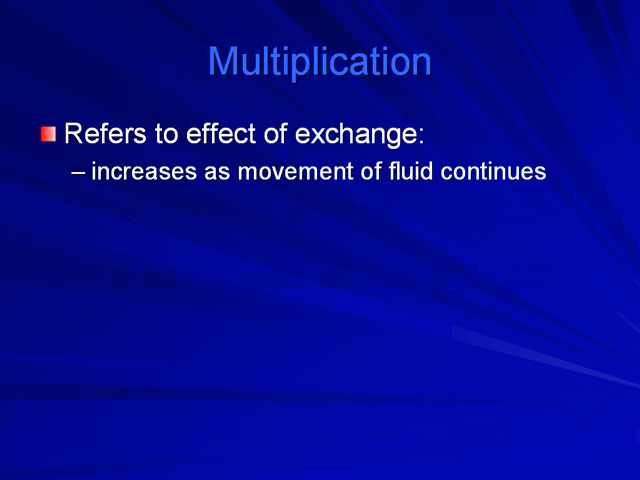 Multiplication
Refers to effect of exchange:
– increases as movement of fluid continues